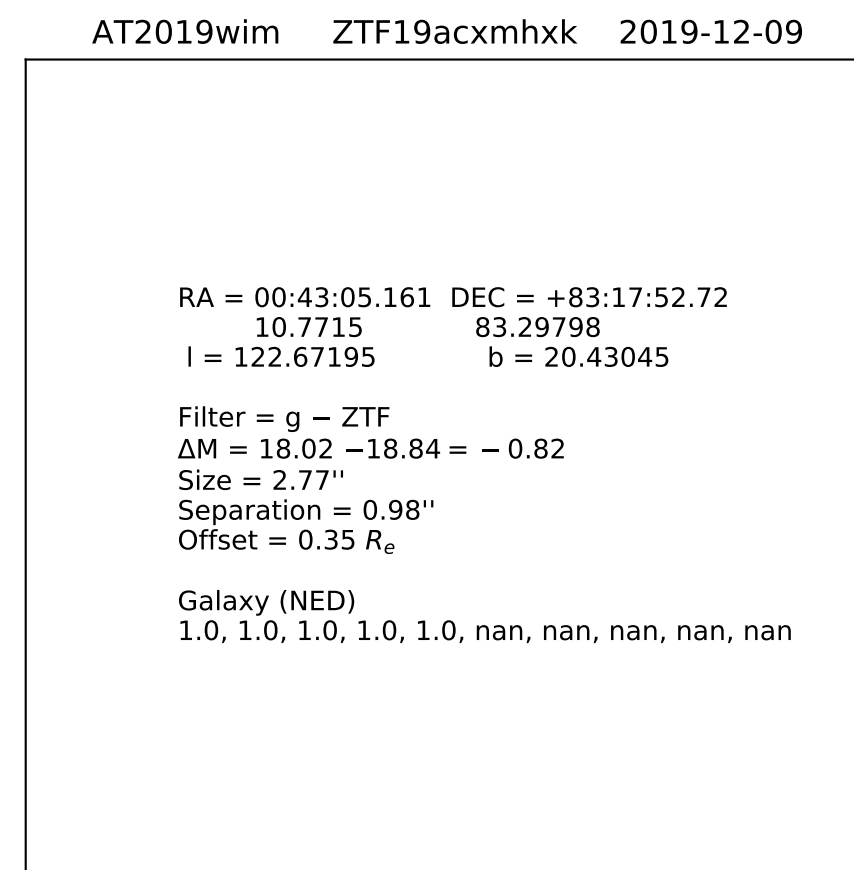 AT2019wim ZTF19acxmhxk 2019-12-09
RA = 00:43:05.161 DEC = +83:17:52.72
10.7715 83.29798
l = 122.67195 b = 20.43045
Filter = g − ZTF
ΔM = 18.02 −18.84 = − 0.82
Size = 2.77''
Separation = 0.98''
Offset = 0.35 Re
Galaxy (NED)
1.0, 1.0, 1.0, 1.0, 1.0, nan, nan, nan, nan, nan